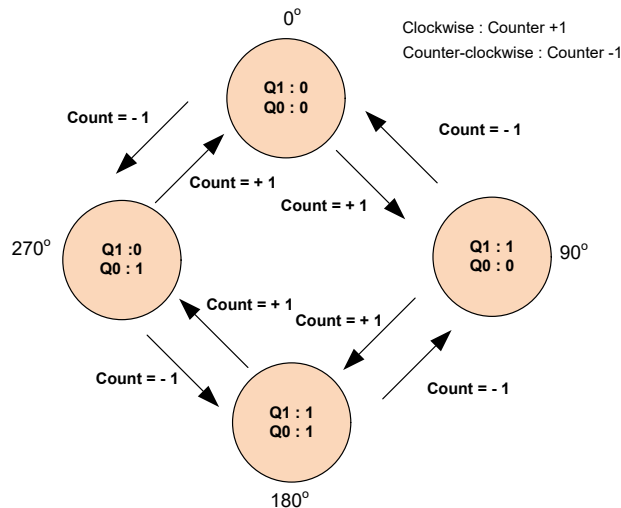 0°
Clockwise : Counter +1
Counter-clockwise : Counter -1
Q1 : 0
Q0 : 0
Count = - 1
Count = - 1
Count = + 1
Count = + 1
270°
Q1 :0
Q0 : 1
Q1 : 1
Q0 : 0
90°
Count = + 1
Count = + 1
Count = - 1
Count = - 1
Q1 : 1
Q0 : 1
180°